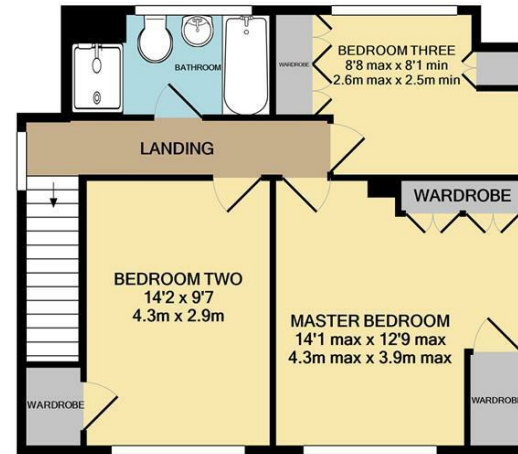 BATHROOM
WARDROBE
BEDROOM THREE
8'8 max x 8'1 min
2.6m max x 2.5m min
LANDING
WARDROBE
BEDROOM TWO
14'2 x 9'7
4.3m x 2.9m
MASTER BEDROOM
14'1 max x 12'9 max
4.3m max x 3.9m max
WARDROBE
WARDROBE